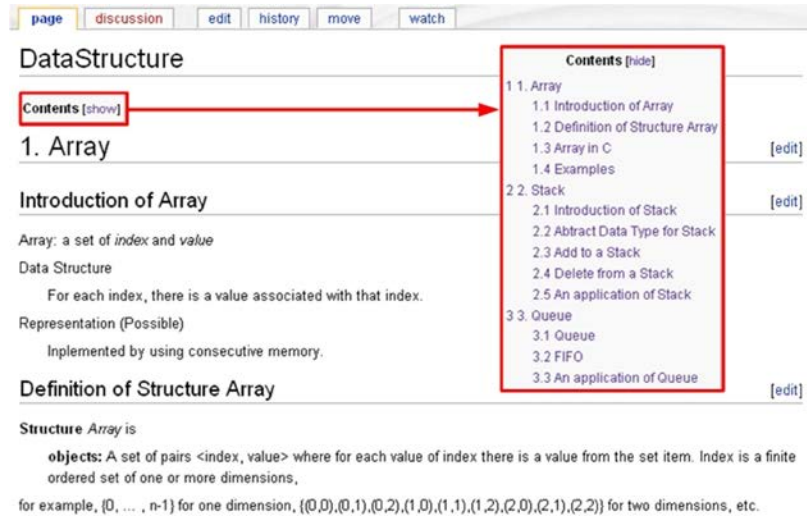 page discussion edit history move watch
DataStructure
Contents [show]
1. Array [edit]
Introduction of Array [edit]
Array: a set of index and value
Data Structure
For each index, there is a value associated with that index.
Representation (Possible)
Inplemented by using consecutive memory.
Definition of Structure Array [edit]
Structure Array is
objects: A set of pairs <index, value> where for each value of index there is a value from the set item. Index is a finite
ordered set of one or more dimensions,
for example, {0, ... , n-1} for one dimension, {(0,0),(0,1),(0,2),(1,0),(1,1),(1,2),(2,0),(2,1),(2,2)} for two dimensions, etc.
Contents [hide]
1 1. Array
1.1 Introduction of Array
1.2 Definition of Structure Array
1.3 Array in C
1.4 Examples
2 2. Stack
2.1 Introduction of Stack
2.2 Abtract Data Type for Stack
2.3 Add to a Stack
2.4 Delete from a Stack
2.5 An application of Stack
3 3. Queue
3.1 Queue
3.2 FIFO
3.3 An application of Queue